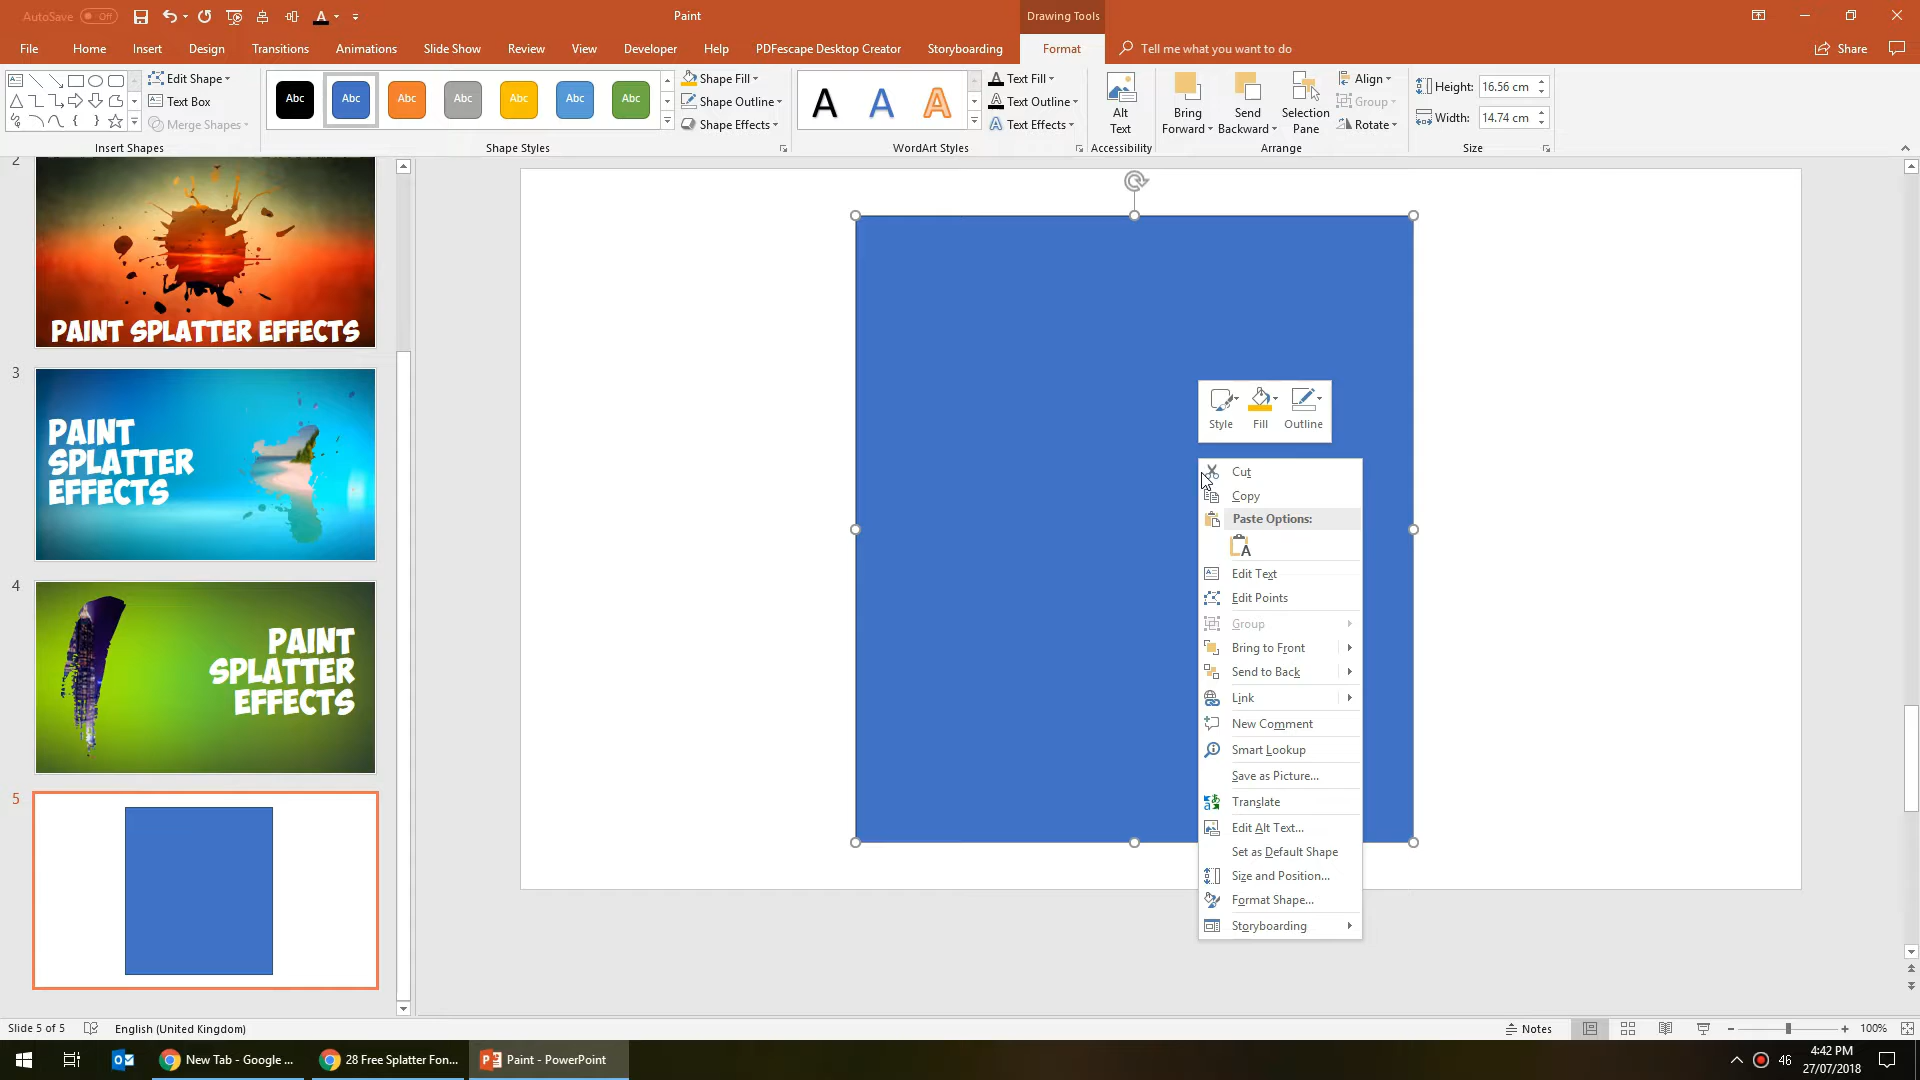 AutoSave Off
Paint
Drawing Tools
File Home Insert Design Transitions Animations Slide Show Review View Developer Help PDFescape Desktop Creator Storyboarding Format Tell me what you want to do Share
Edit Shape
Text Box
Merge Shapes
Insert Shapes
Abc Abc Abc Abc Abc Abc Abc
Shape Fill
Shape Outline
Shape Effects
Shape Styles
A A A
Text Fill
Text Outline
Text Effects
WordArt Styles
Alt
Text
Accessibility
Bring
Forward
Send
Backward
Selection
Pane
Align
Group
Rotate
Arrange
Height: 16.56 cm
Width: 14.74 cm
Size
2
PAINT SPLATTER EFFECTS
3
PAINT
SPLATTER
EFFECTS
4
PAINT
SPLATTER
EFFECTS
5
Style Fill Outline
Cut
Copy
Paste Options:
A
Edit Text
Edit Points
Group
Bring to Front
Send to Back
Link
New Comment
Smart Lookup
Save as Picture...
Translate
Edit Alt Text...
Set as Default Shape
Size and Position...
Format Shape...
Storyboarding
Slide 5 of 5 English (United Kingdom) Notes 100%
New Tab - Google ... 28 Free Splatter Fon... Paint - PowerPoint 46 4:42 PM
27/07/2018